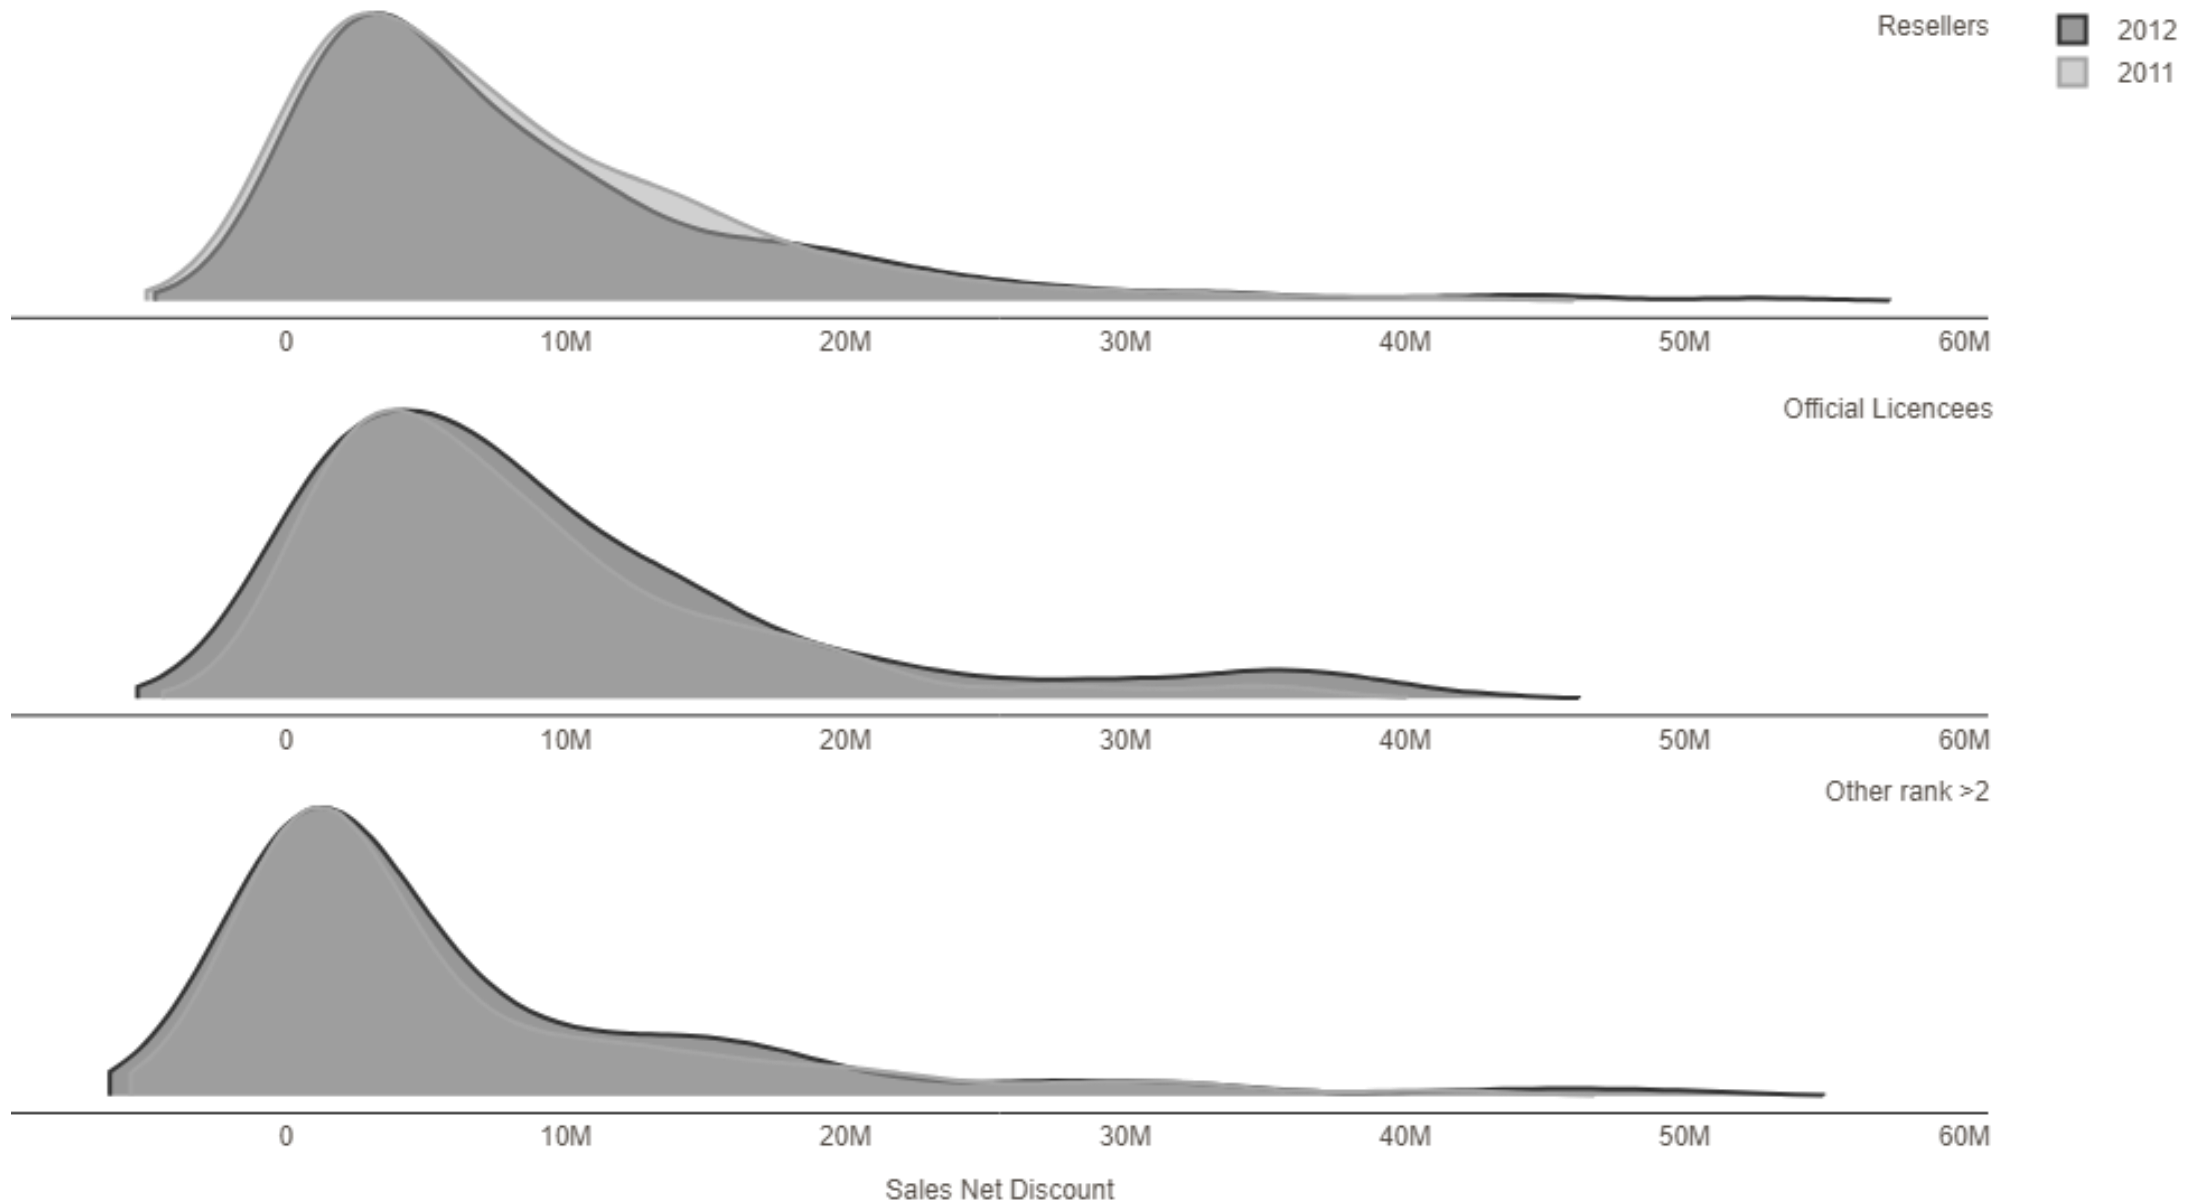 Resellers
2012
2011
0 10M 20M 30M 40M 50M 60M
Official Licencees
0 10M 20M 30M 40M 50M 60M
Other rank >2
0 10M 20M 30M 40M 50M 60M
Sales Net Discount